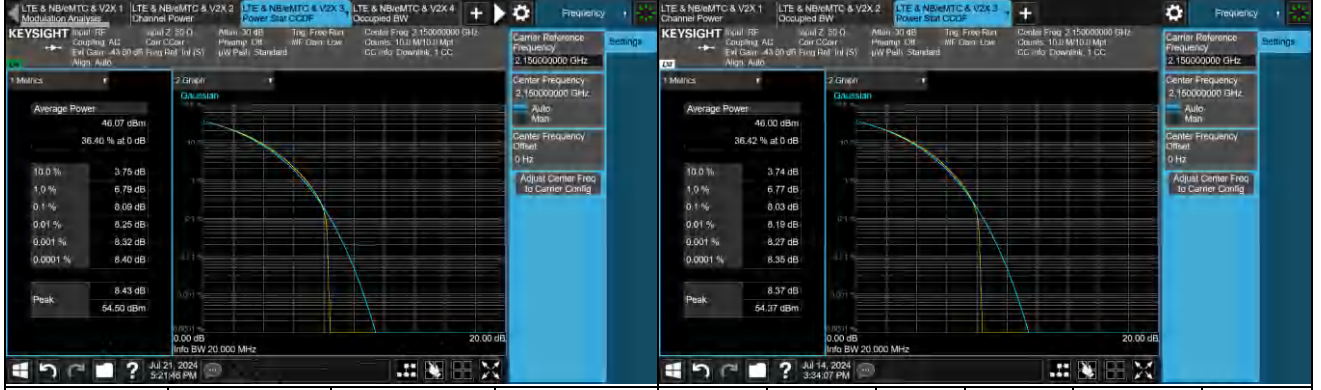 LTE & NB/eMTC & V2X 1
Modulation Analysis
LTE & NB/eMTC & V2X 2
Channel Power
LTE & NB/eMTC & V2X 3
Power Stat CCDF
LTE & NB/eMTC & V2X 4
Occupied BW
+
Frequency
KEYSIGHT
Input: RF
Coupling: AC
Align: Auto
Input Z: 50 Ω
Corr CCorr
Freq Ref: Int (S)
Atten: 30 dB
Preamp: Off
µW Path: Standard
Trig: Free Run
#IF Gain: Low
Center Freq: 2.150000000 GHz
Counts: 10.0 M/10.0 Mpt
CC Info: Downlink, 1 CC
Carrier Reference
Frequency
2.150000000 GHz
Settings
Center Frequency
2.150000000 GHz
Auto
Man
Center Frequency
Offset
0 Hz
Adjust Center Freq
to Carrier Config
1 Metrics
Average Power
46.07 dBm
36.40 % at 0 dB
10.0 % 3.75 dB
1.0 % 6.79 dB
0.1 % 8.09 dB
0.01 % 8.25 dB
0.001 % 8.32 dB
0.0001 % 8.40 dB
Peak
8.43 dB
54.50 dBm
2 Graph
Gaussian
0.00 dB
20.00 dB
Info BW 20.000 MHz
?
Jul 21, 2024
5:21:46 PM
LTE & NB/eMTC & V2X 1
Channel Power
LTE & NB/eMTC & V2X 2
Occupied BW
LTE & NB/eMTC & V2X 3
Power Stat CCDF
+
Frequency
KEYSIGHT
Input: RF
Coupling: AC
Align: Auto
Input Z: 50 Ω
Corr CCorr
Freq Ref: Int (S)
Atten: 30 dB
Preamp: Off
µW Path: Standard
Trig: Free Run
#IF Gain: Low
Center Freq: 2.150000000 GHz
Counts: 10.0 M/10.0 Mpt
CC Info: Downlink, 1 CC
Carrier Reference
Frequency
2.150000000 GHz
Settings
Center Frequency
2.150000000 GHz
Auto
Man
Center Frequency
Offset
0 Hz
Adjust Center Freq
to Carrier Config
1 Metrics
Average Power
46.00 dBm
36.42 % at 0 dB
10.0 % 3.74 dB
1.0 % 6.77 dB
0.1 % 8.03 dB
0.01 % 8.19 dB
0.001 % 8.27 dB
0.0001 % 8.35 dB
Peak
8.37 dB
54.37 dBm
2 Graph
Gaussian
0.00 dB
20.00 dB
Info BW 20.000 MHz
?
Jul 14, 2024
3:34:07 PM